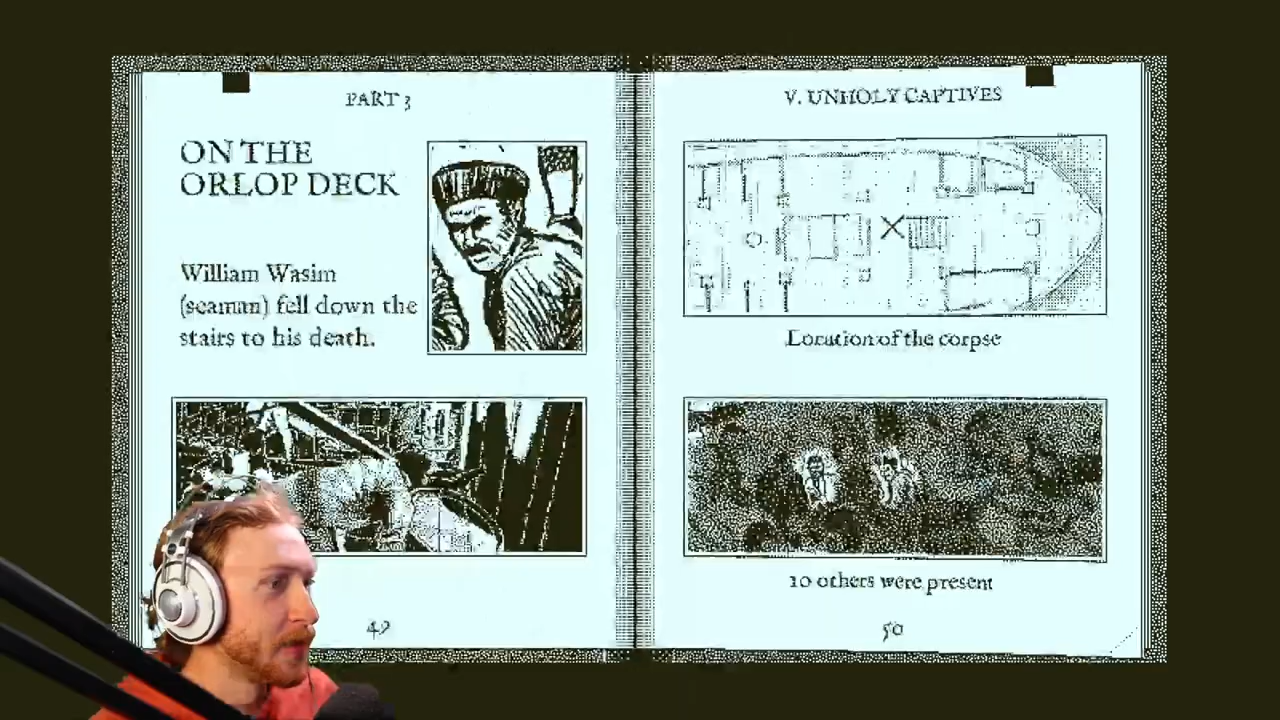 PART 3
ON THE
ORLOP DECK
William Wasim
(seaman) fell down the
stairs to his death.
49
V. UNHOLY CAPTIVES
Location of the corpse
10 others were present
50